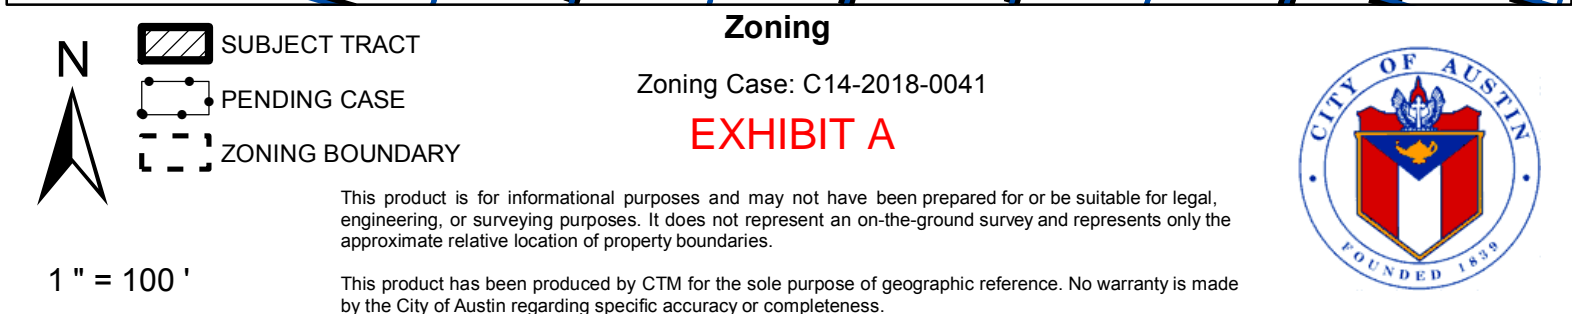 Zoning
N
SUBJECT TRACT
PENDING CASE
ZONING BOUNDARY
Zoning Case: C14-2018-0041
EXHIBIT A
This product is for informational purposes and may not have been prepared for or be suitable for legal,
engineering, or surveying purposes. It does not represent an on-the-ground survey and represents only the
approximate relative location of property boundaries.
1 " = 100 '
This product has been produced by CTM for the sole purpose of geographic reference. No warranty is made
by the City of Austin regarding specific accuracy or completeness.
CITY OF AUSTIN
FOUNDED 1839